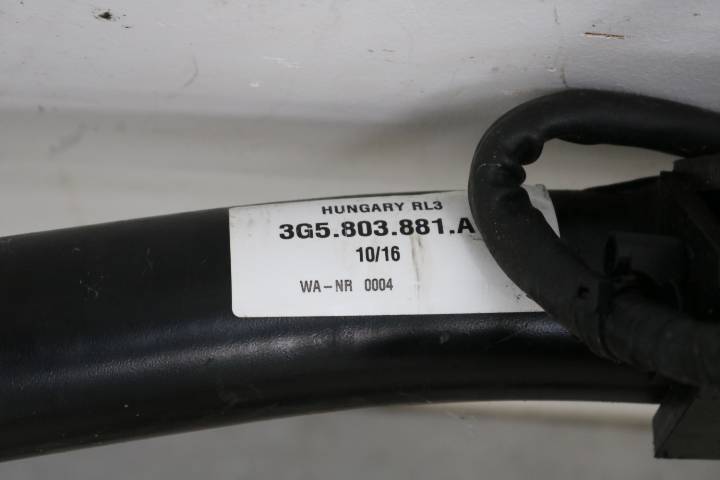 HUNGARY RL3
3G5.803.881.A
10/16
WA-NR 0004